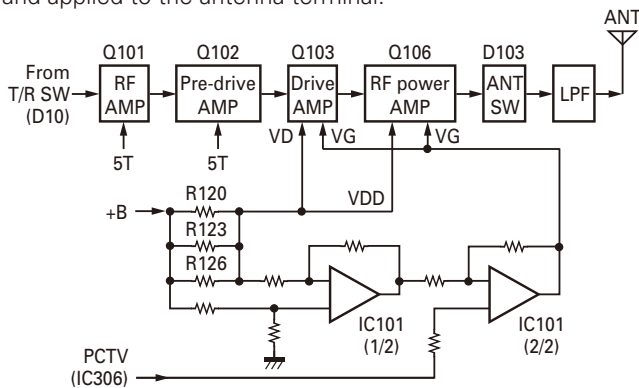 and applied to the antenna terminal.
ANT
Q101 Q102 Q103 Q106 D103
From
T/R SW
(D10)
RF
AMP
Pre-drive
AMP
Drive
AMP
RF power
AMP
ANT
SW
LPF
5T 5T VD VG VG
VDD
+B
R120
R123
R126
IC101
(1/2)
IC101
(2/2)
PCTV
(IC306)